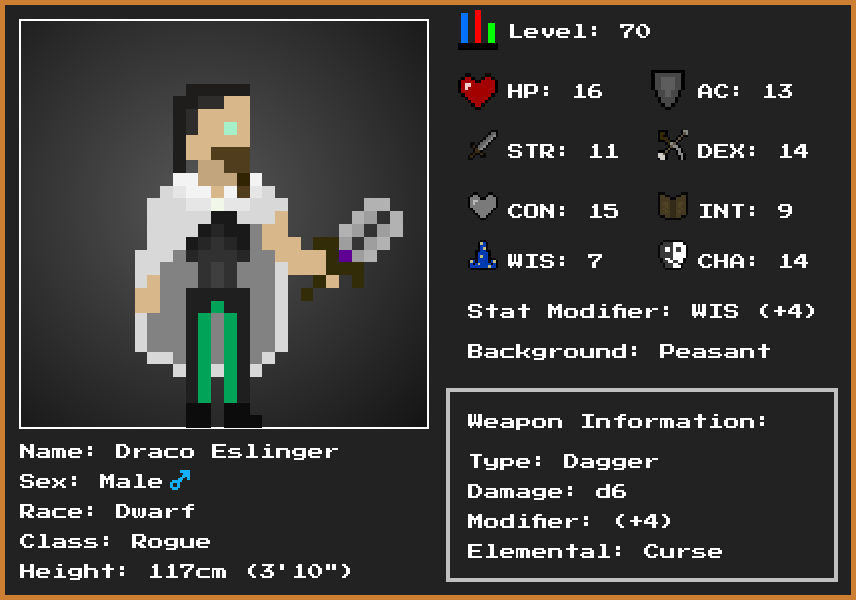 Level: 70
HP: 16
AC: 13
STR: 11
DEX: 14
CON: 15
INT: 9
WIS: 7
CHA: 14
Stat Modifier: WIS (+4)
Background: Peasant
Name: Draco Eslinger
Sex: Male♂
Race: Dwarf
Class: Rogue
Height: 117cm (3'10")
Weapon Information:
Type: Dagger
Damage: d6
Modifier: (+4)
Elemental: Curse